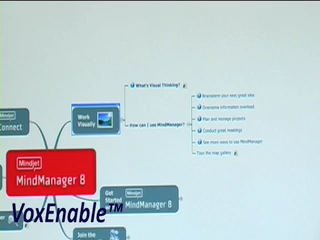 What's Visual Thinking?
Work
Visually
How can I use MindManager?
Brainstorm your next great idea
Overcome information overload
Plan and manage projects
Conduct great meetings
See more ways to use MindManager
Tour the map gallery
Mindjet
Connect
Mindjet
MindManager 8
Get
Started
Mindjet
MindManager 8
Join the
VoxEnable™